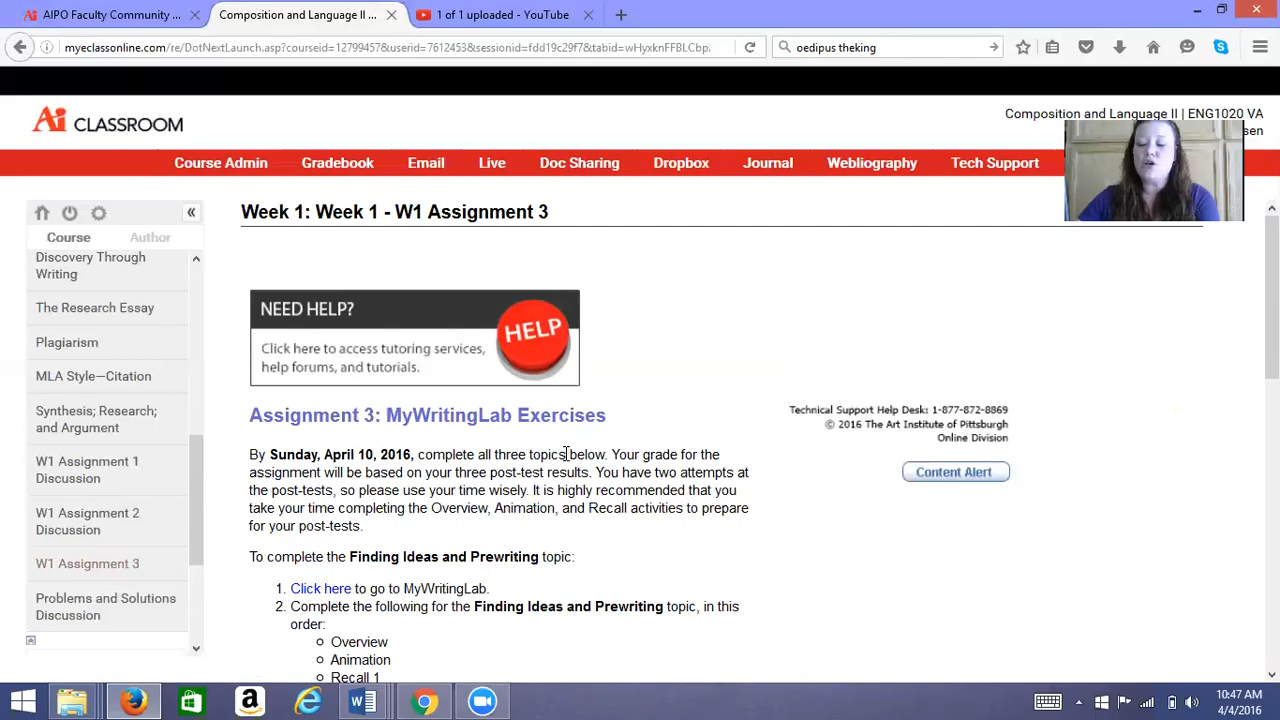 AiPO Faculty Community ...
Composition and Language II ...
1 of 1 uploaded - YouTube
myeclassonline.com/re/DotNextLaunch.asp?courseid=12799457&userid=7612453&sessionid=fdd19c29f7&tabid=wHyxknFFBLCbp.
oedipus theking
Ai CLASSROOM
Composition and Language II | ENG1020 VA
sen
Course Admin Gradebook Email Live Doc Sharing Dropbox Journal Webliography Tech Support
Course Author
Discovery Through
Writing
The Research Essay
Plagiarism
MLA Style—Citation
Synthesis; Research;
and Argument
W1 Assignment 1
Discussion
W1 Assignment 2
Discussion
W1 Assignment 3
Problems and Solutions
Discussion
Week 1: Week 1 - W1 Assignment 3
NEED HELP?
Click here to access tutoring services,
help forums, and tutorials.
HELP
Assignment 3: MyWritingLab Exercises
By Sunday, April 10, 2016, complete all three topics below. Your grade for the
assignment will be based on your three post-test results. You have two attempts at
the post-tests, so please use your time wisely. It is highly recommended that you
take your time completing the Overview, Animation, and Recall activities to prepare
for your post-tests.
To complete the Finding Ideas and Prewriting topic:
1. Click here to go to MyWritingLab.
2. Complete the following for the Finding Ideas and Prewriting topic, in this
order:
Overview
Animation
Recall 1
Technical Support Help Desk: 1-877-872-8869
© 2016 The Art Institute of Pittsburgh
Online Division
Content Alert
10:47 AM
4/4/2016